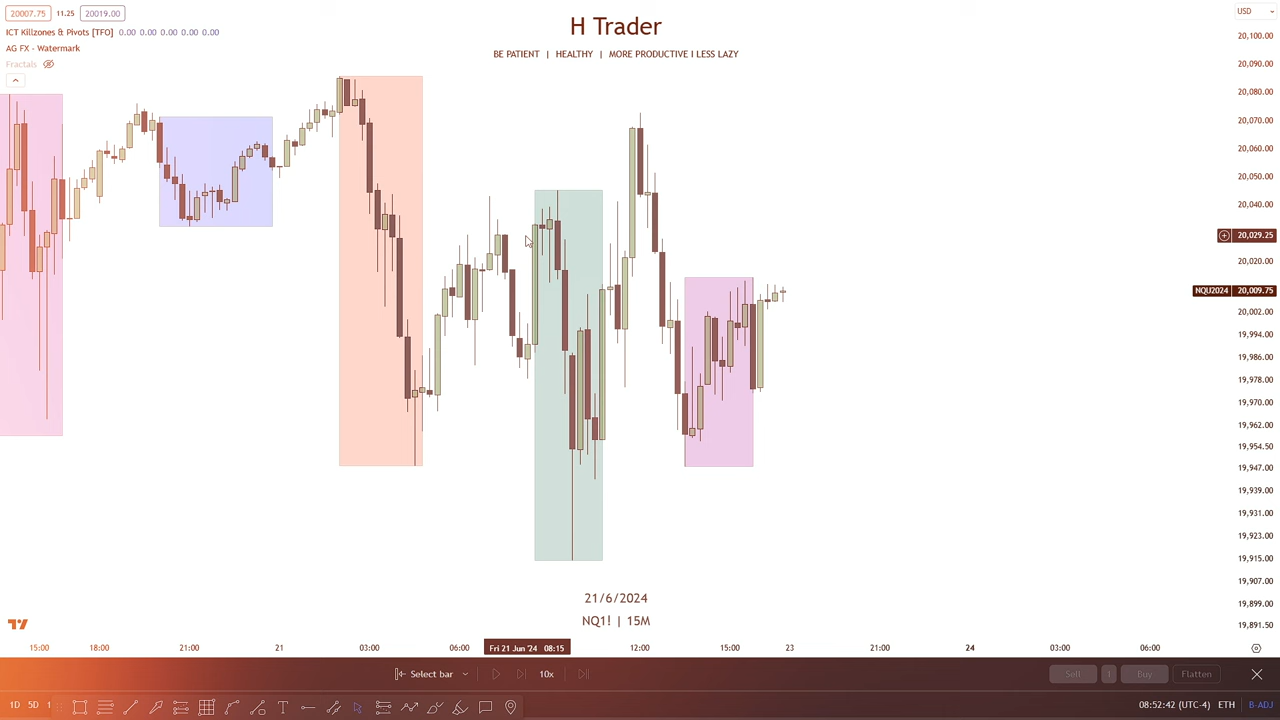 20007.75 11.25 20019.00
ICT Killzones & Pivots [TFO] 0.00 0.00 0.00 0.00 0.00
AG FX - Watermark
Fractals
H Trader
BE PATIENT | HEALTHY | MORE PRODUCTIVE I LESS LAZY
USD
20,100.00
20,090.00
20,080.00
20,070.00
20,060.00
20,050.00
20,040.00
20,029.25
20,020.00
NQU2024 20,009.75
20,002.00
19,994.00
19,986.00
19,978.00
19,970.00
19,962.00
19,954.50
19,947.00
19,939.00
19,931.00
19,923.00
19,915.00
19,907.00
19,899.00
19,891.50
21/6/2024
NQ1! | 15M
15:00 18:00 21:00 21 03:00 06:00 Fri 21 Jun '24 08:15 12:00 15:00 23 21:00 24 03:00 06:00
Select bar 10x Sell 1 Buy Flatten
1D 5D 1 08:52:42 (UTC-4) ETH B-ADJ